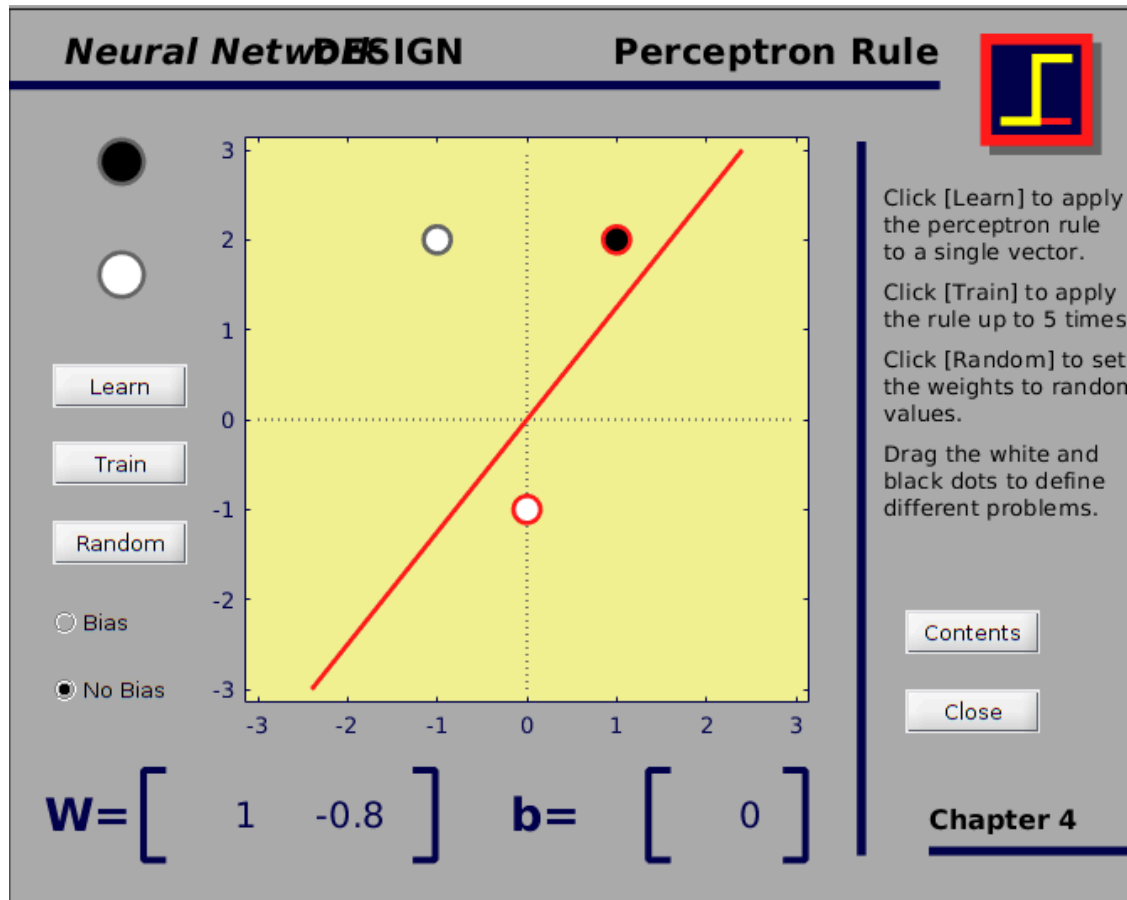 Neural Network DESIGN Perceptron Rule
Click [Learn] to apply
the perceptron rule
to a single vector.
Click [Train] to apply
the rule up to 5 times
Click [Random] to set
the weights to random
values.
Drag the white and
black dots to define
different problems.
Learn
Train
Random
Bias
No Bias
3
2
1
0
-1
-2
-3
-3 -2 -1 0 1 2 3
Contents
Close
W= [ 1 -0.8 ] b= [ 0 ]
Chapter 4